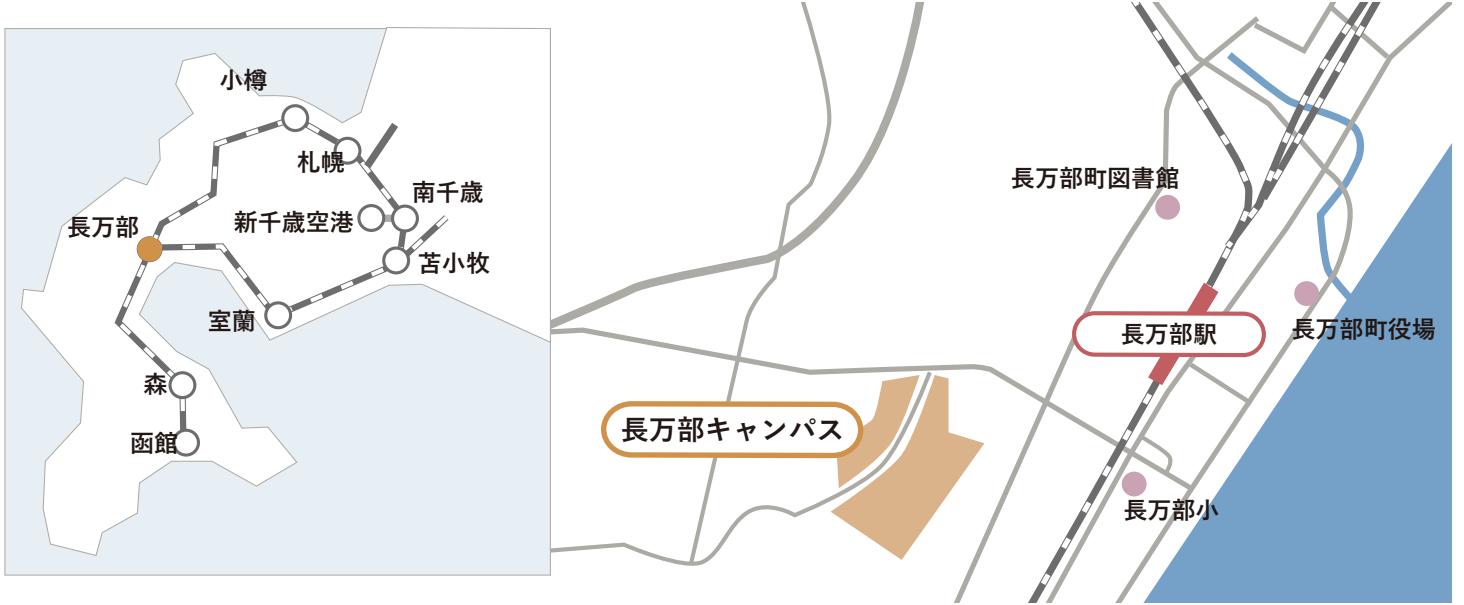 小樽
札幌
南千歳
新千歳空港
長万部
苫小牧
室蘭
森
函館
長万部町図書館
長万部駅
長万部町役場
長万部キャンパス
長万部小